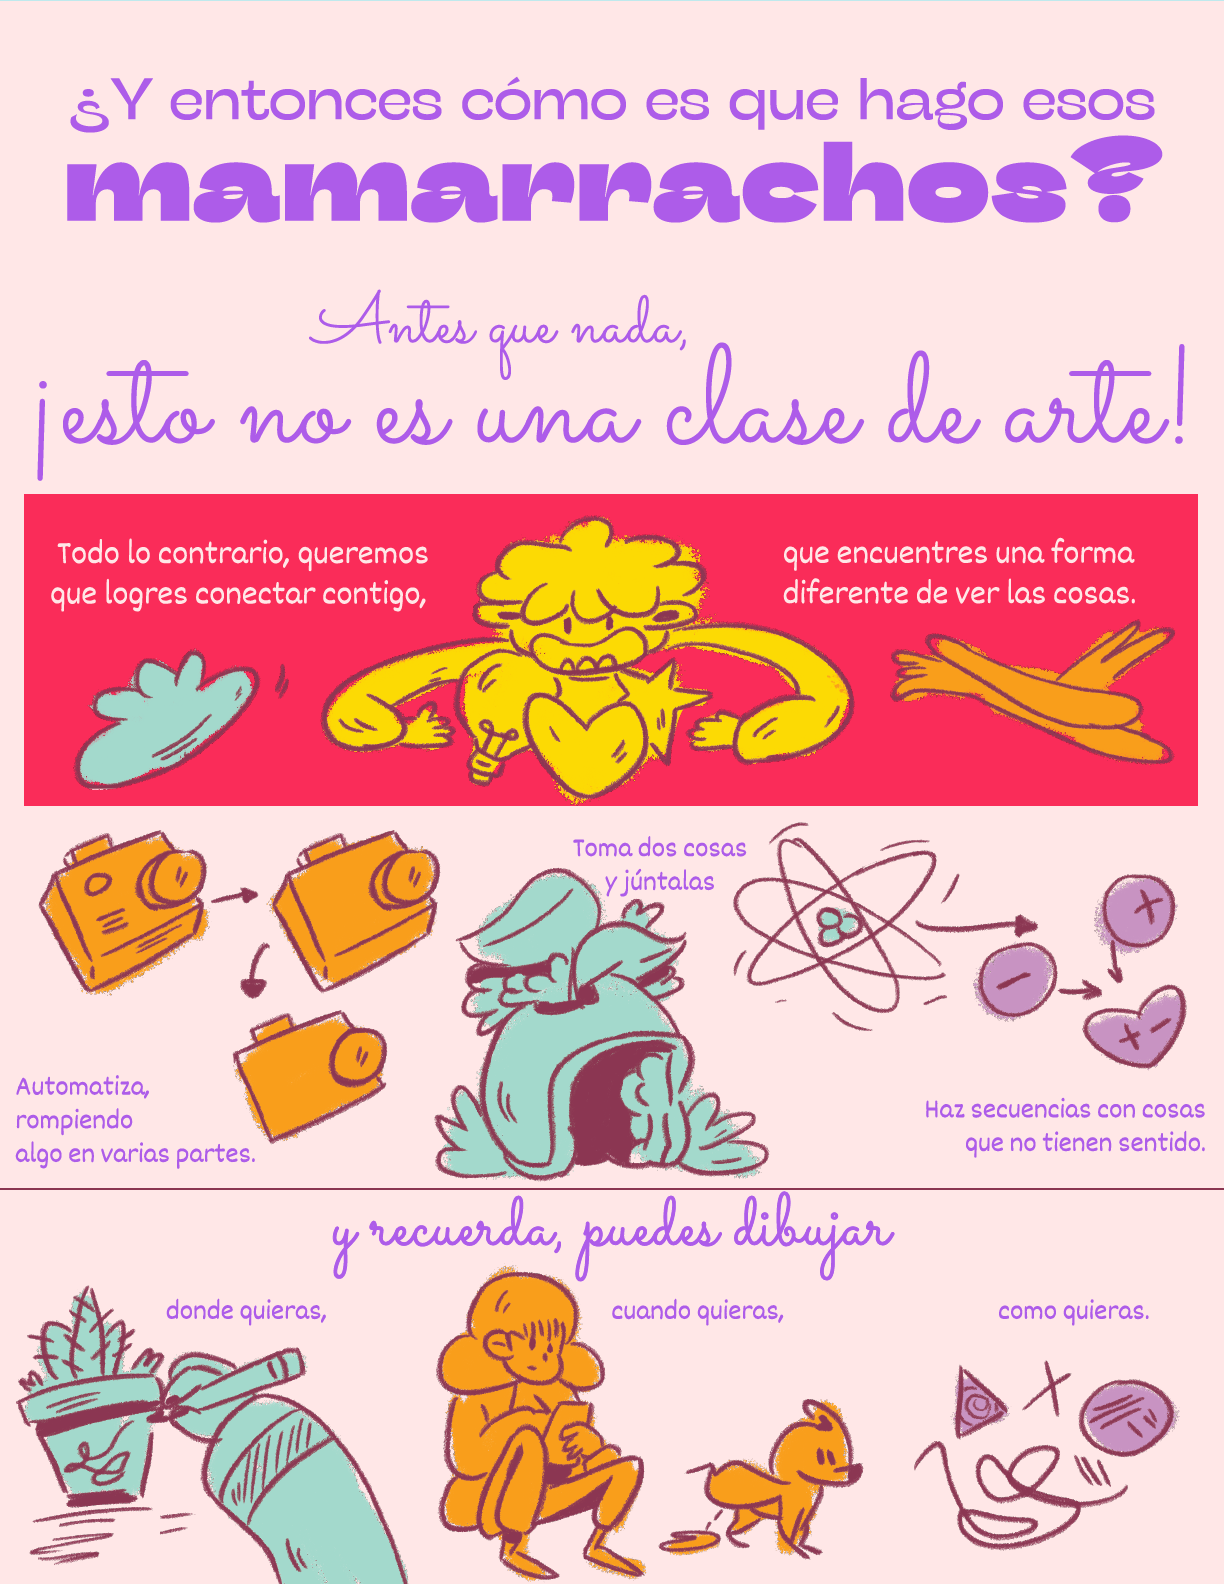 ¿Y entonces cómo es que hago esos
mamarrachos?
Antes que nada,
¡esto no es una clase de arte!
Todo lo contrario, queremos
que logres conectar contigo,
que encuentres una forma
diferente de ver las cosas.
Automatiza,
rompiendo
algo en varias partes.
Toma dos cosas
y júntalas
Haz secuencias con cosas
que no tienen sentido.
y recuerda, puedes dibujar
donde quieras,
cuando quieras,
como quieras.